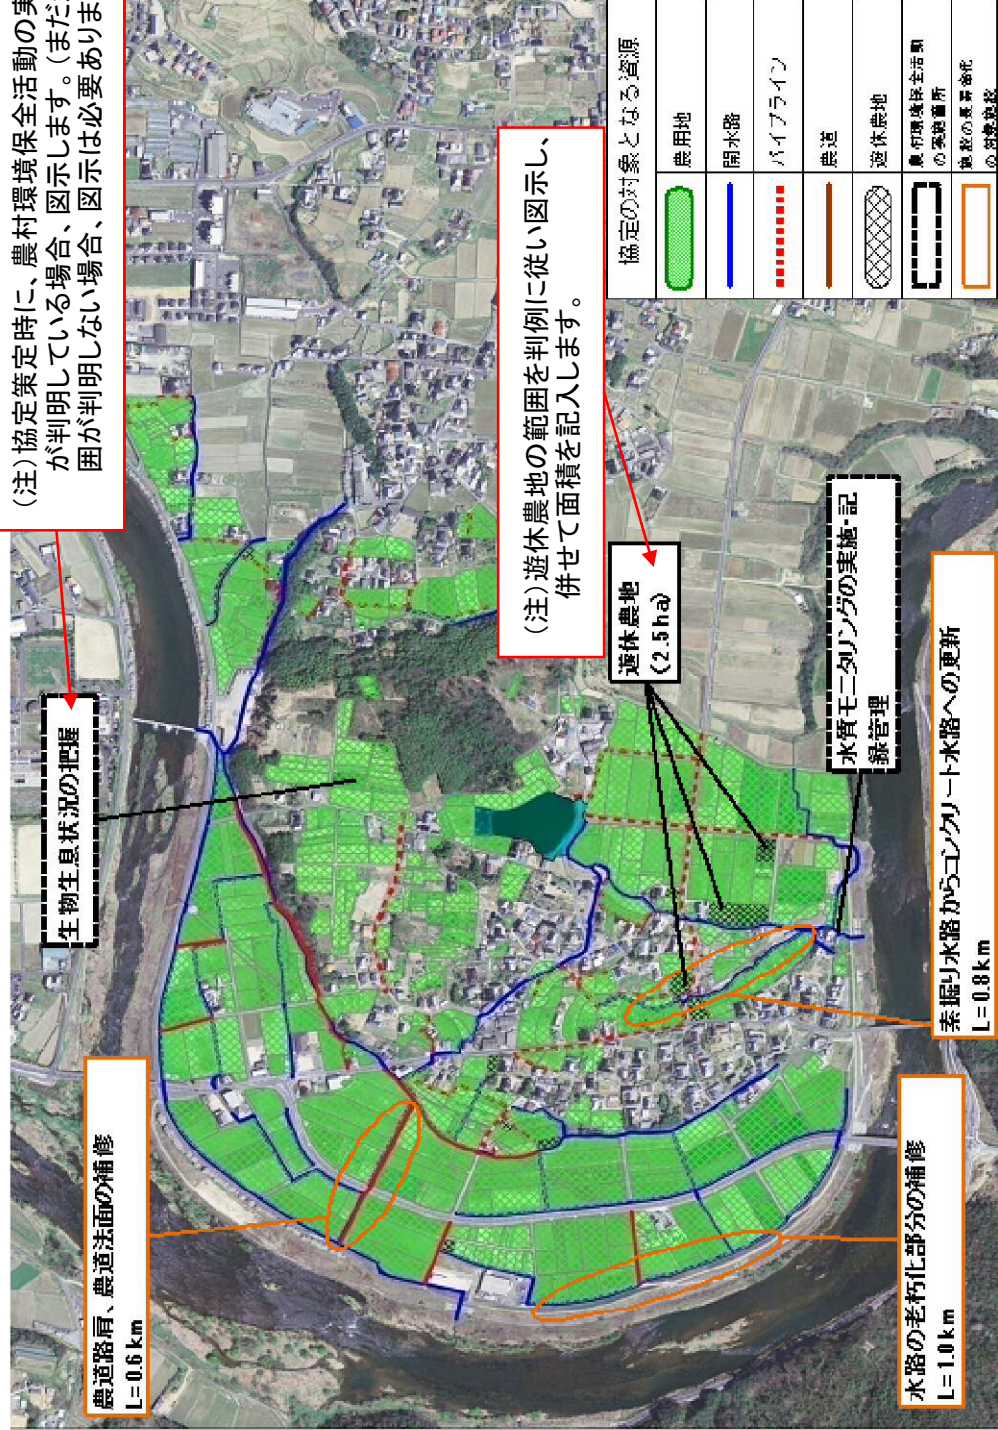 (注)協定策定時に、農村環境保全活動の実
が判明している場合、図示します。(まだ
囲が判明しない場合、図示は必要ありま
生物生息状況の把握
(注)遊休農地の範囲を判例に従い図示し、
併せて面積を記入します。
遊休農地
(2.5ha)
水質モニタリングの実施・記
録管理
農道路肩、農道法面の補修
L=0.6km
素掘り水路からコンクリート水路への更新
L=0.8km
水路の老朽化部分の補修
L=1.0km
協定の対象となる資源
農用地
開水路
パイプライン
農道
遊休農地
農村環境保全活動
の実施箇所
施設の長寿命化
の対象施設